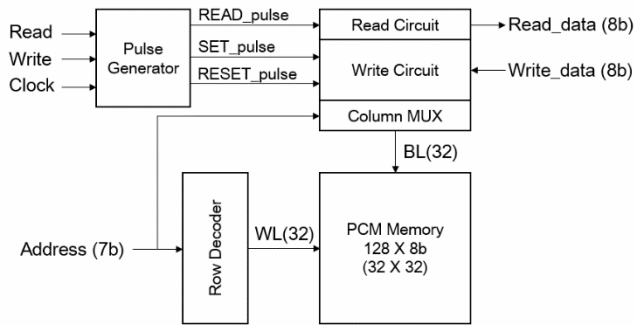 Read
Write
Clock
Pulse
Generator
READ_pulse
SET_pulse
RESET_pulse
Read Circuit
Write Circuit
Column MUX
Read_data (8b)
Write_data (8b)
BL(32)
Address (7b)
Row Decoder
WL(32)
PCM Memory
128 X 8b
(32 X 32)